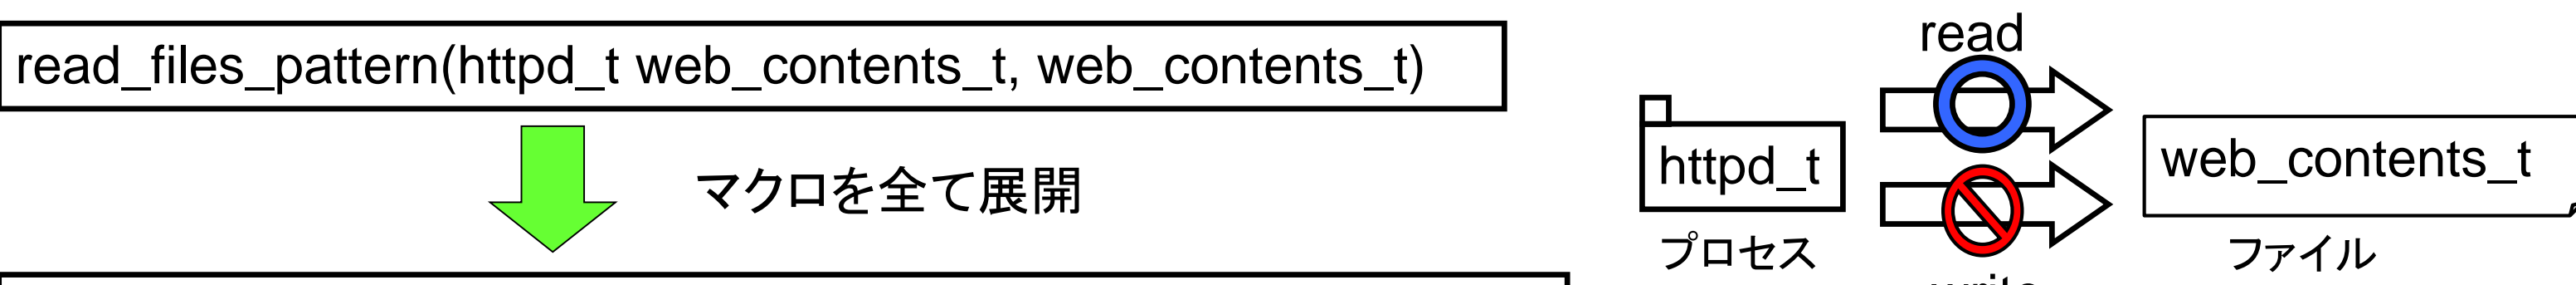 read_files_pattern(httpd_t web_contents_t, web_contents_t)
マクロを全て展開
read
httpd_t
プロセス
web_contents_t
ファイル